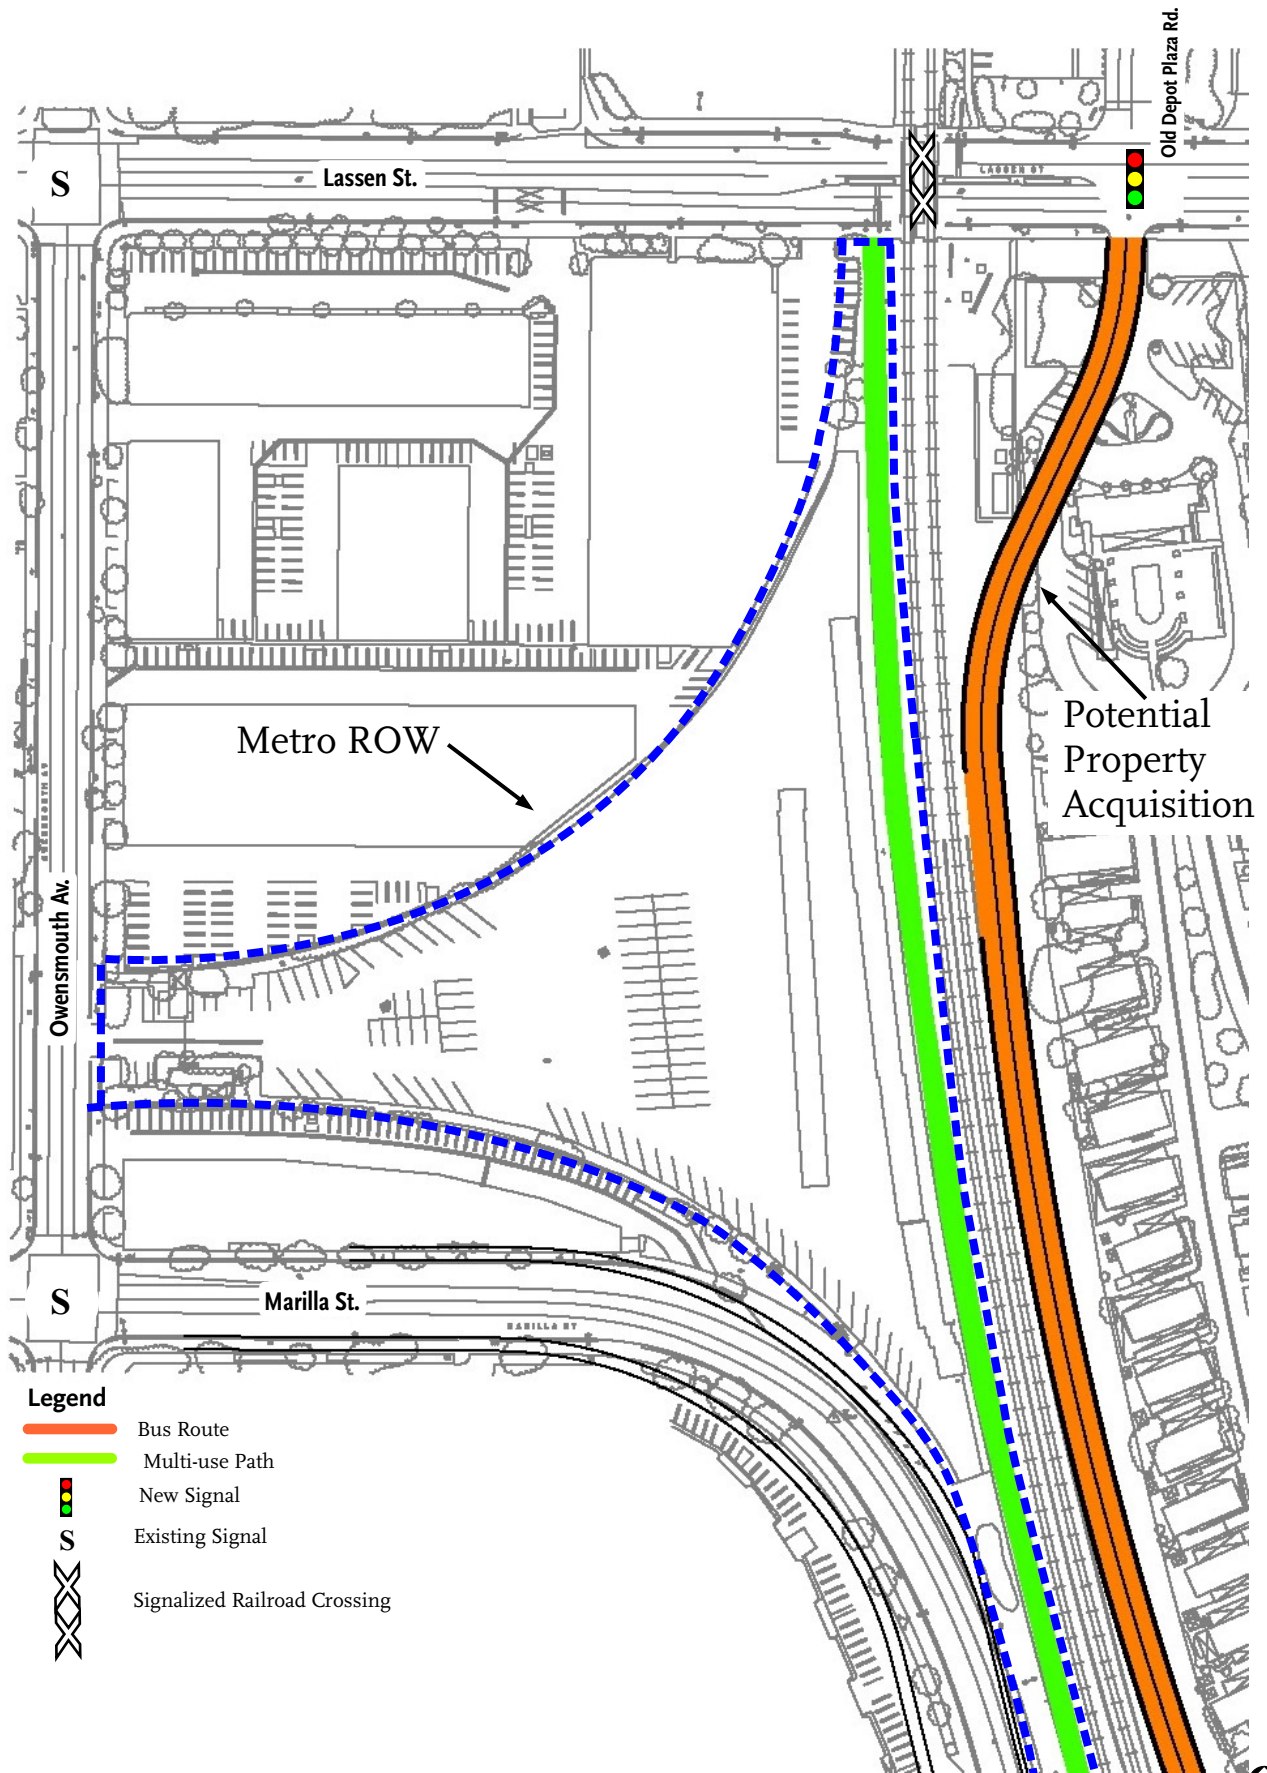 Old Depot Plaza Rd.
LASSEN ST
S
Lassen St.
Metro ROW
Potential
Property
Acquisition
Owensmouth Av.
S
Marilla St.
MARILLA ST
Legend
Bus Route
Multi-use Path
New Signal
S
Existing Signal
Signalized Railroad Crossing